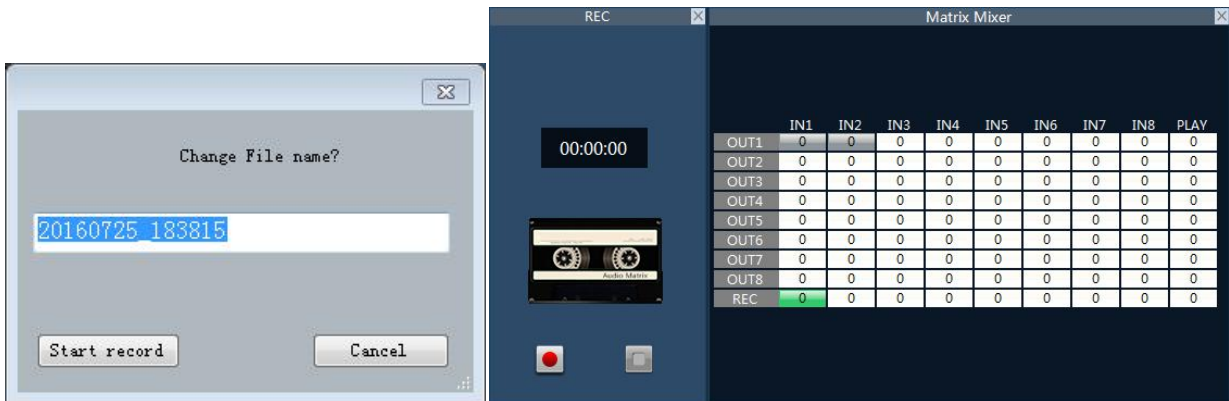 Change File name?
20160725_183815
Start record
Cancel
REC
00:00:00
Audio Matrix
Matrix Mixer
IN1 IN2 IN3 IN4 IN5 IN6 IN7 IN8 PLAY
OUT1 0 0 0 0 0 0 0 0 0
OUT2 0 0 0 0 0 0 0 0 0
OUT3 0 0 0 0 0 0 0 0 0
OUT4 0 0 0 0 0 0 0 0 0
OUT5 0 0 0 0 0 0 0 0 0
OUT6 0 0 0 0 0 0 0 0 0
OUT7 0 0 0 0 0 0 0 0 0
OUT8 0 0 0 0 0 0 0 0 0
REC 0 0 0 0 0 0 0 0 0